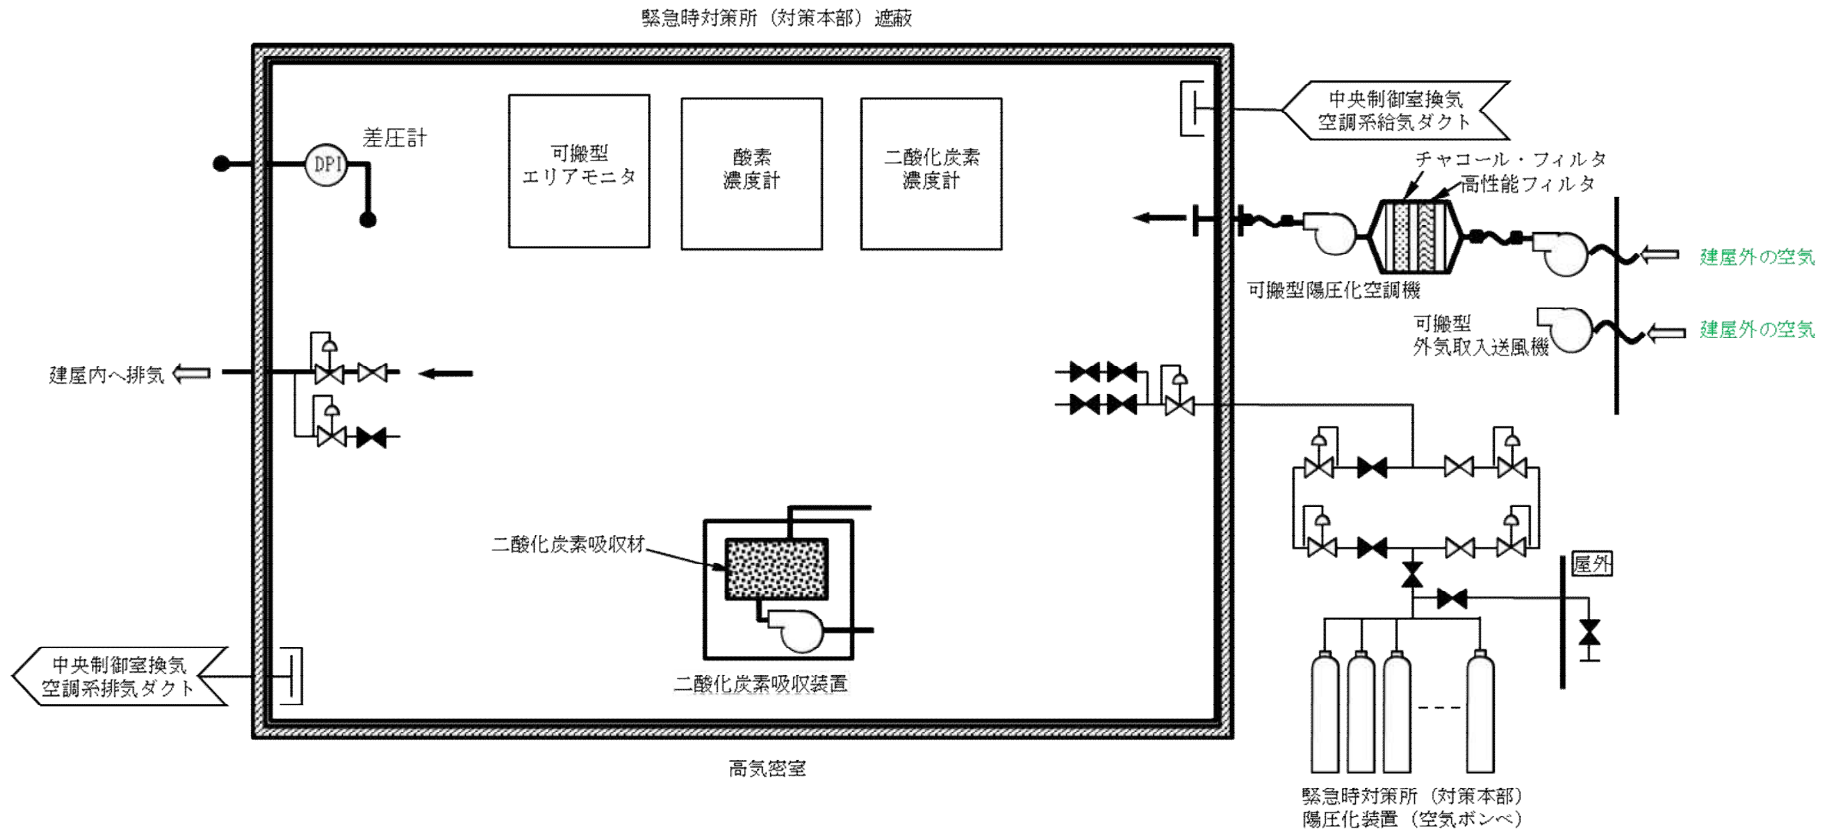 緊急時対策所（対策本部）遮蔽
中央制御室換気
空調系給気ダクト
差圧計
DPI
可搬型
エリアモニタ
酸素
濃度計
二酸化炭素
濃度計
チャコール・フィルタ
高性能フィルタ
建屋外の空気
可搬型陽圧化空調機
可搬型
外気取入送風機
建屋外の空気
建屋内へ排気
二酸化炭素吸収材
屋外
中央制御室換気
空調系排気ダクト
二酸化炭素吸収装置
高気密室
緊急時対策所（対策本部）
陽圧化装置（空気ボンベ）